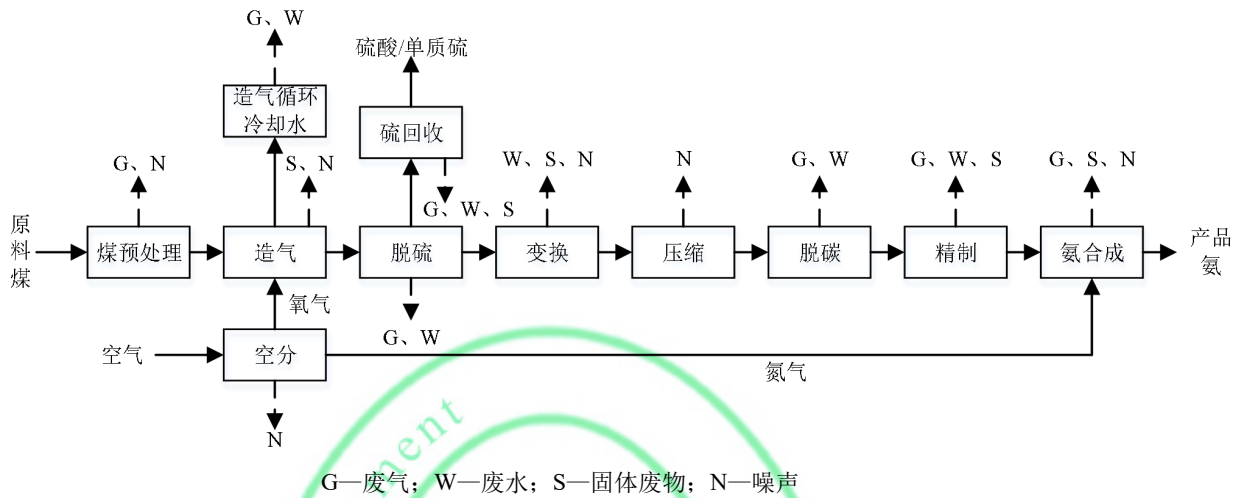 G、W
硫酸/单质硫
造气循环
冷却水
硫回收
G、N
S、N
G、W、S
W、S、N
N
G、W
G、W、S
G、S、N
原
料
煤
煤预处理
造气
脱硫
变换
压缩
脱碳
精制
氨合成
产品
氨
氧气
G、W
空气
空分
氮气
N
ment
G—废气；W—废水；S—固体废物；N—噪声